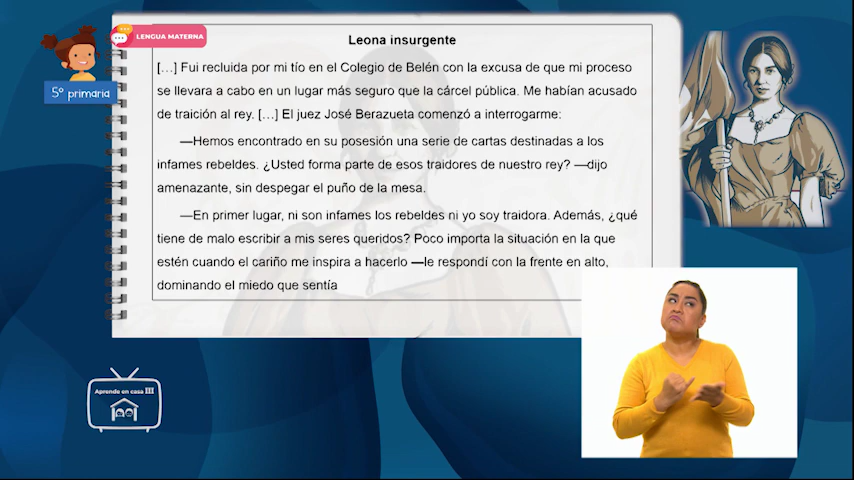 LENGUA MATERNA
5° primaria
Leona insurgente
[…] Fui recluida por mi tío en el Colegio de Belén con la excusa de que mi proceso
se llevara a cabo en un lugar más seguro que la cárcel pública. Me habían acusado
de traición al rey. […] El juez José Berazueta comenzó a interrogarme:
—Hemos encontrado en su posesión una serie de cartas destinadas a los
infames rebeldes. ¿Usted forma parte de esos traidores de nuestro rey? —dijo
amenazante, sin despegar el puño de la mesa.
—En primer lugar, ni son infames los rebeldes ni yo soy traidora. Además, ¿qué
tiene de malo escribir a mis seres queridos? Poco importa la situación en la que
estén cuando el cariño me inspira a hacerlo —le respondí con la frente en alto,
dominando el miedo que sentía
Aprende en casa III